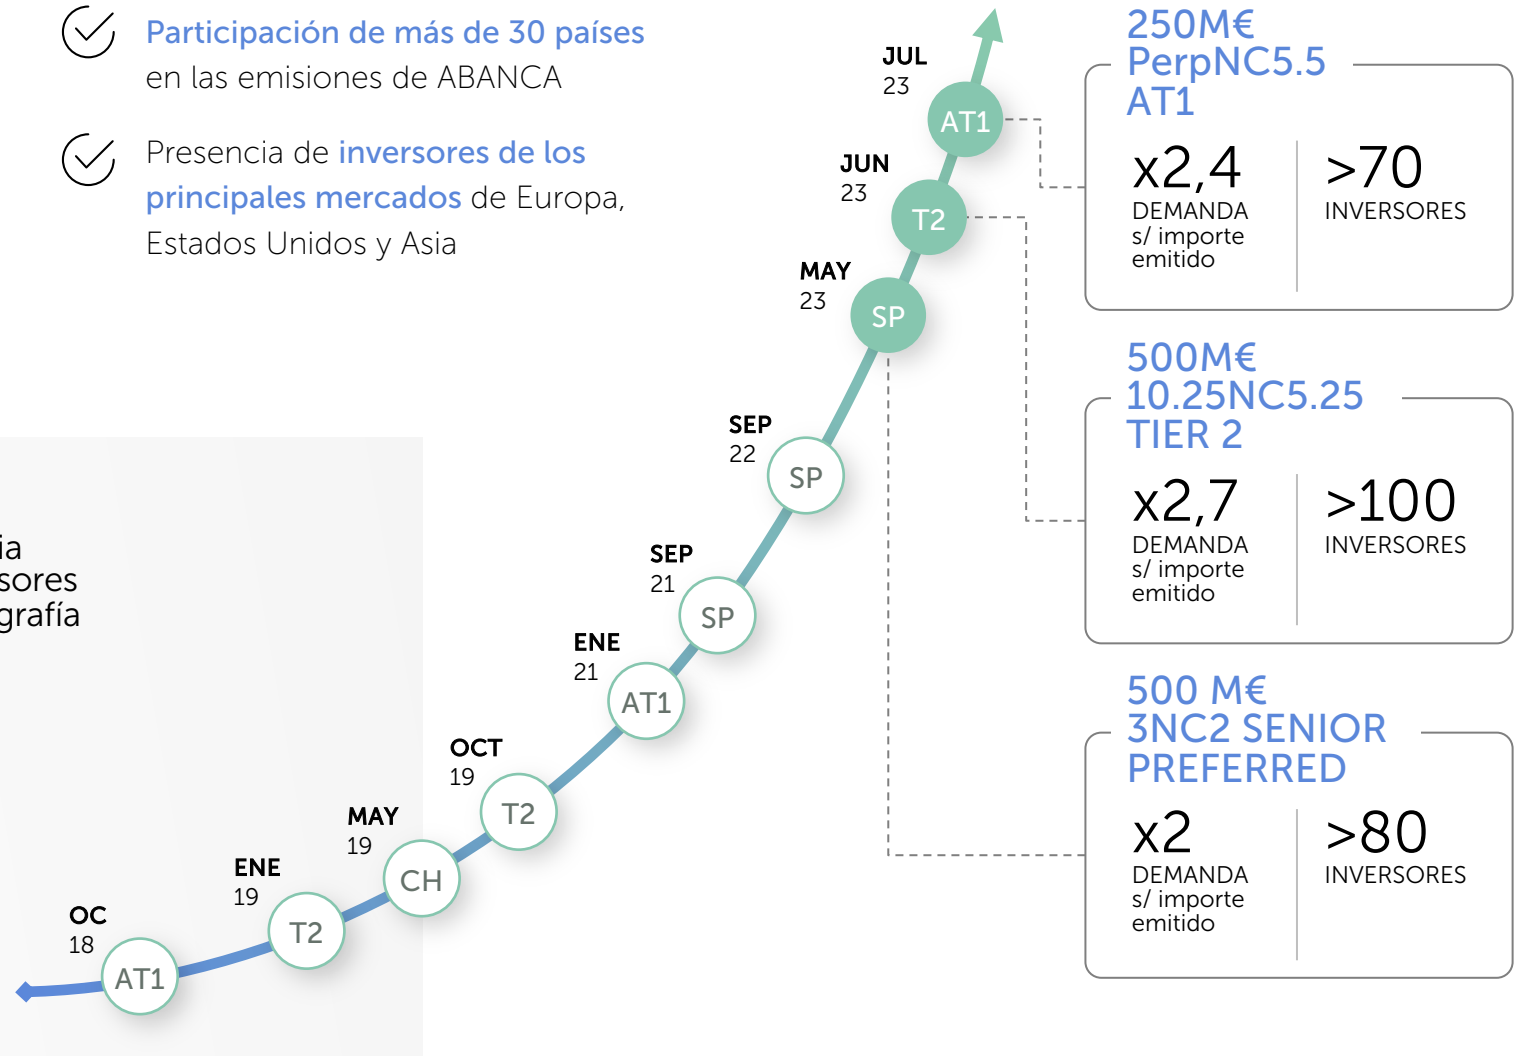 Participación de más de 30 países
en las emisiones de ABANCA
Presencia de inversores de los
principales mercados de Europa,
Estados Unidos y Asia
ia
sores
grafía
OC
18
AT1
ENE
19
T2
MAY
19
CH
OCT
19
T2
ENE
21
AT1
SEP
21
SP
SEP
22
SP
MAY
23
SP
JUN
23
T2
JUL
23
AT1
250M€
PerpNC5.5
AT1
x2,4
DEMANDA
s/ importe
emitido
>70
INVERSORES
500M€
10.25NC5.25
TIER 2
x2,7
DEMANDA
s/ importe
emitido
>100
INVERSORES
500 M€
3NC2 SENIOR
PREFERRED
x2
DEMANDA
s/ importe
emitido
>80
INVERSORES